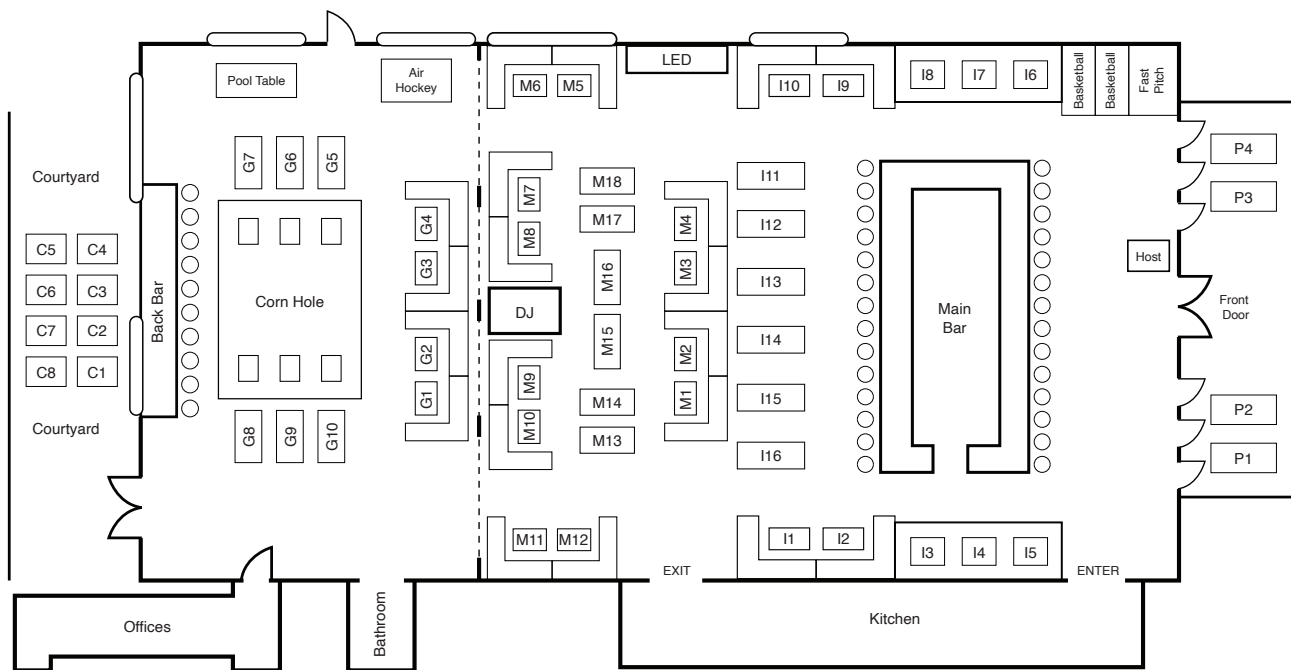 LED
Pool Table
Air
Hockey
M6
M5
I10
I9
I8
I7
I6
Basketball
Basketball
Fast
Pitch
Courtyard
G7
G6
G5
P4
P3
M7
M8
M18
M17
I11
I12
G4
G3
M4
M3
C5
C4
C6
C3
C7
C2
C8
C1
Back Bar
Corn Hole
DJ
M16
M15
I13
I14
Main
Bar
Host
Front
Door
G2
G1
M9
M10
M14
M13
M2
M1
I15
I16
P2
P1
Courtyard
G8
G9
G10
M11
M12
I1
I2
I3
I4
I5
EXIT
ENTER
Offices
Bathroom
Kitchen